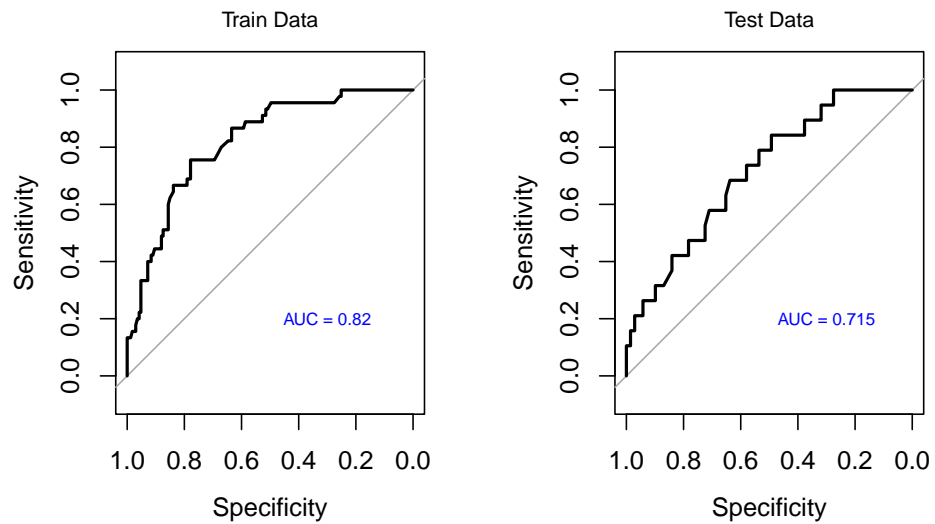 Train Data
Sensitivity
1.0
0.8
0.6
0.4
0.2
0.0
AUC = 0.82
1.0 0.8 0.6 0.4 0.2 0.0
Specificity
Test Data
Sensitivity
1.0
0.8
0.6
0.4
0.2
0.0
AUC = 0.715
1.0 0.8 0.6 0.4 0.2 0.0
Specificity